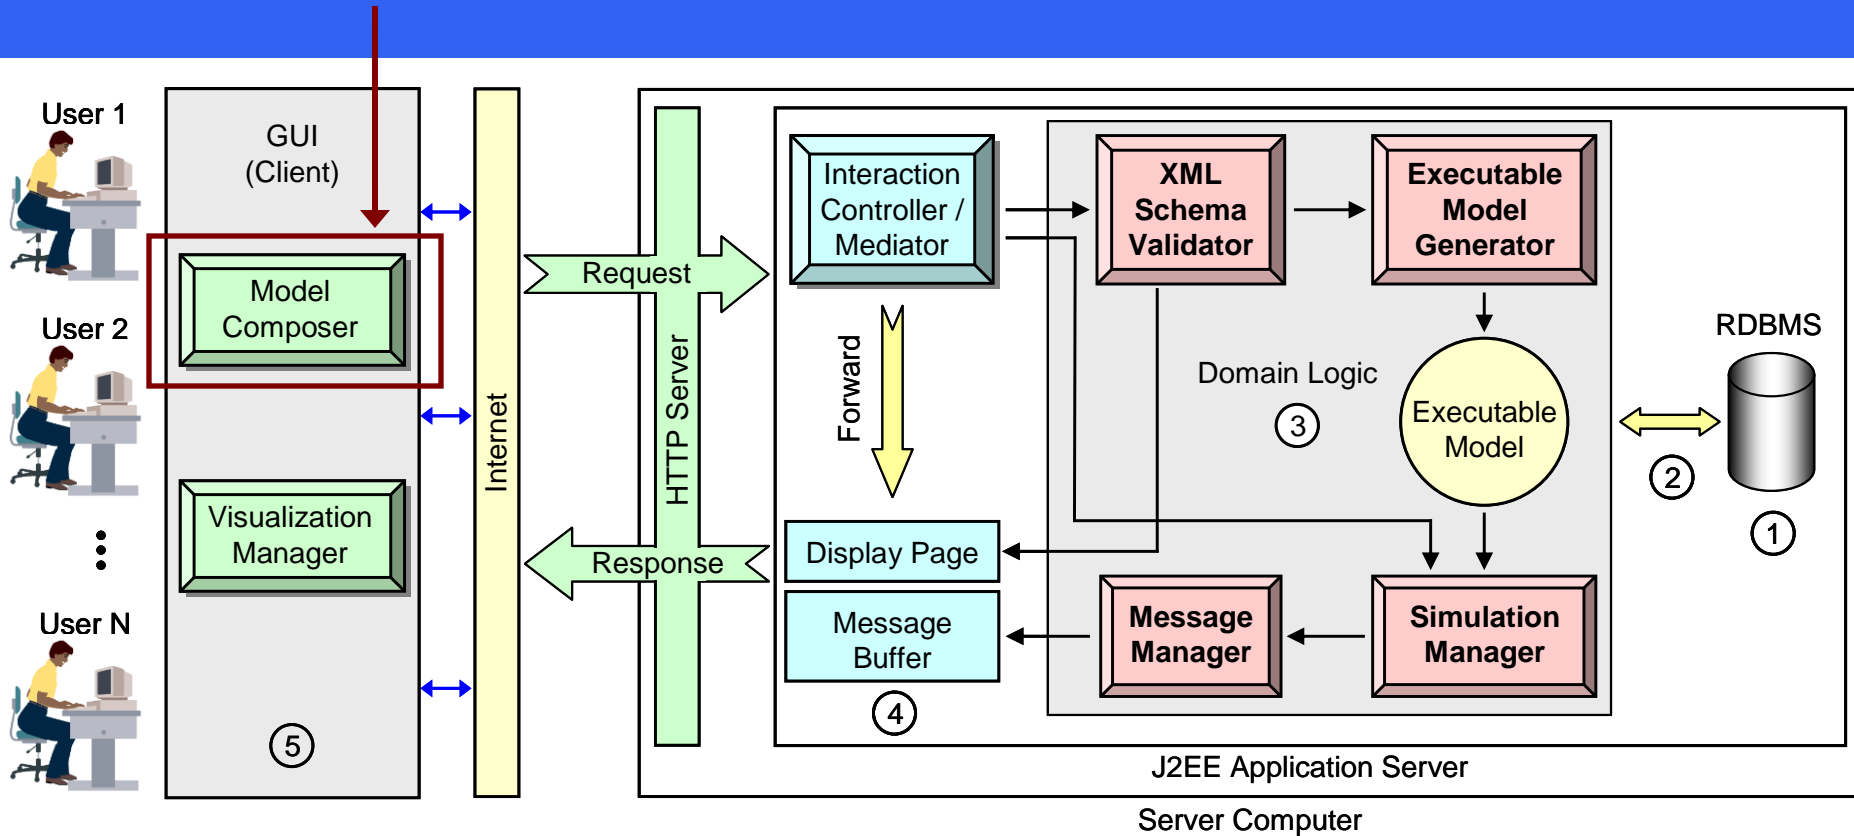 User 1
User 2
User N
GUI
(Client)
Model
Composer
Visualization
Manager
5
Internet
Request
HTTP Server
Response
Interaction
Controller /
Mediator
Forward
Display Page
Message
Buffer
4
XML
Schema
Validator
Executable
Model
Generator
Domain Logic
3
Executable
Model
Message
Manager
Simulation
Manager
RDBMS
2
1
J2EE Application Server
Server Computer